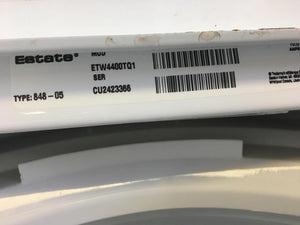 Estate®
MOD
ETW4400TQ1
SER
TYPE: 848-05
CU2423366